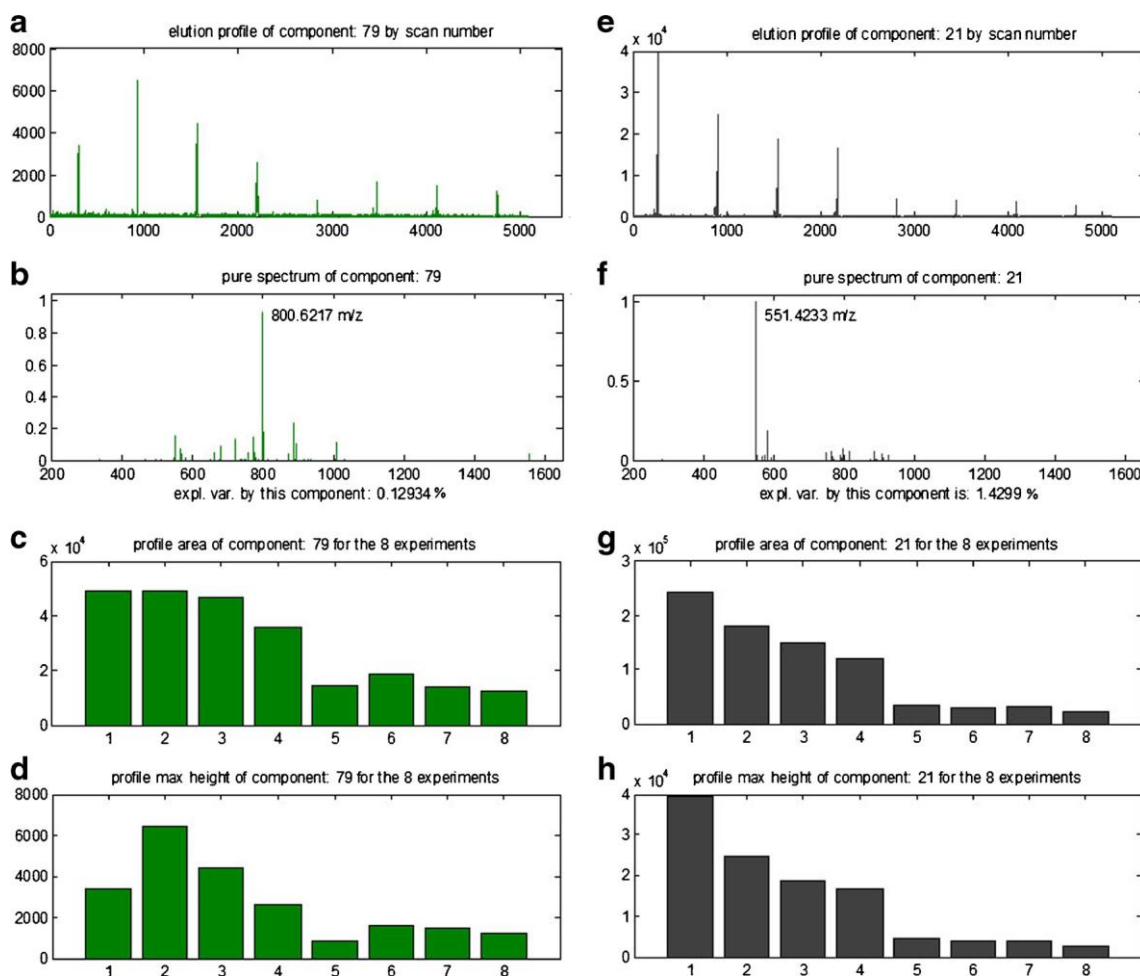 a
elution profile of component: 79 by scan number
8000
6000
4000
2000
0
0 1000 2000 3000 4000 5000
b
pure spectrum of component: 79
1
0.8
0.6
0.4
0.2
0
800.6217 m/z
200 400 600 800 1000 1200 1400 1600
expl. var. by this component: 0.12934 %
c
x 10^4
profile area of component: 79 for the 8 experiments
6
4
2
0
1 2 3 4 5 6 7 8
d
profile max height of component: 79 for the 8 experiments
8000
6000
4000
2000
0
1 2 3 4 5 6 7 8
e
x 10^4
elution profile of component: 21 by scan number
4
3
2
1
0
0 1000 2000 3000 4000 5000
f
pure spectrum of component: 21
1
0.5
0
551.4233 m/z
200 400 600 800 1000 1200 1400 1600
expl. var. by this component is: 1.4299 %
g
x 10^5
profile area of component: 21 for the 8 experiments
3
2
1
0
1 2 3 4 5 6 7 8
h
x 10^4
profile max height of component: 21 for the 8 experiments
4
3
2
1
0
1 2 3 4 5 6 7 8